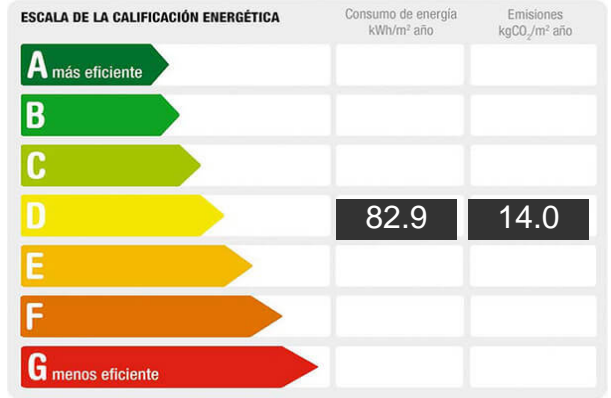 ESCALA DE LA CALIFICACIÓN ENERGÉTICA
Consumo de energía
kWh/m² año
Emisiones
kgCO₂/m² año
A más eficiente
B
C
D 82.9 14.0
E
F
G menos eficiente